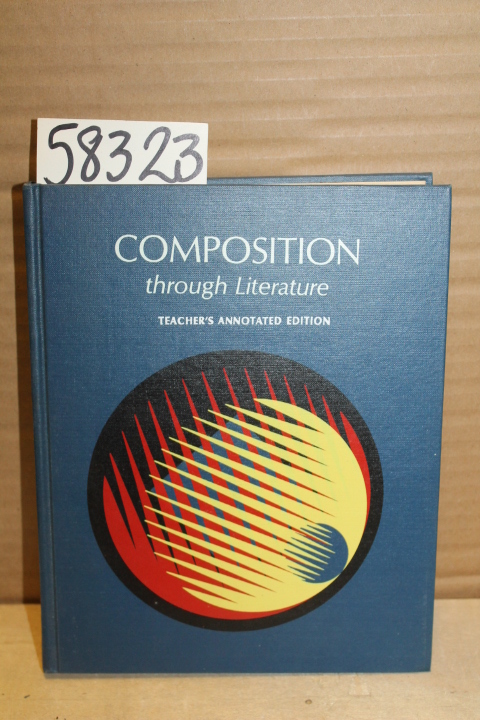 58323
COMPOSITION
through Literature
TEACHER'S ANNOTATED EDITION